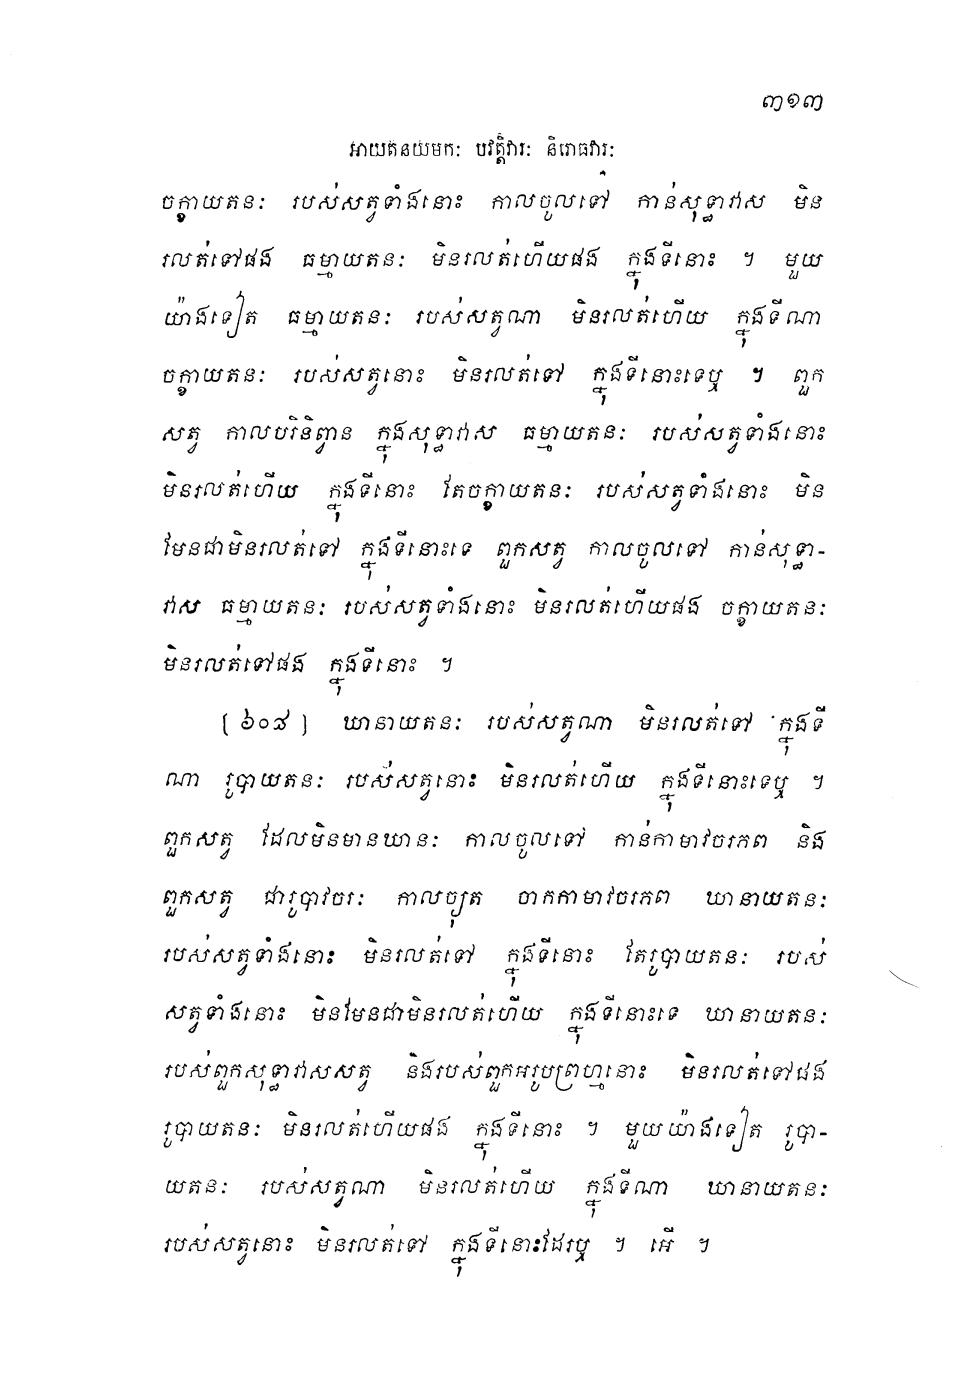 ៣១៣
អាយតនយមកៈ បវត្តិវារៈ និរោធវារៈ
ចក្ខាយតនៈ របស់សត្វទាំងនោះ កាលចូលទៅ កាន់សុទ្ធាវាស មិន
រលត់ទៅផង ធម្មាយតនៈ មិនរលត់ហើយផង ក្នុងទីនោះ ។ មួយ
យ៉ាងទៀត ធម្មាយតនៈ របស់សត្វណា មិនរលត់ហើយ ក្នុងទីណា
ចក្ខាយតនៈ របស់សត្វនោះ មិនរលត់ទៅ ក្នុងទីនោះទេឬ ។ ពួក
សត្វ កាលបរិនិព្វាន ក្នុងសុទ្ធាវាស ធម្មាយតនៈ របស់សត្វទាំងនោះ
មិនរលត់ហើយ ក្នុងទីនោះ តែចក្ខាយតនៈ របស់សត្វទាំងនោះ មិន
មែនជាមិនរលត់ទៅ ក្នុងទីនោះទេ ពួកសត្វ កាលចូលទៅ កាន់សុទ្ធា-
វាស ធម្មាយតនៈ របស់សត្វទាំងនោះ មិនរលត់ហើយផង ចក្ខាយតនៈ
មិនរលត់ទៅផង ក្នុងទីនោះ ។
[៦០៨] ឃានាយតនៈ របស់សត្វណា មិនរលត់ទៅ ក្នុងទី
ណា រូបាយតនៈ របស់សត្វនោះ មិនរលត់ហើយ ក្នុងទីនោះទេឬ ។
ពួកសត្វ ដែលមិនមានឃានៈ កាលចូលទៅ កាន់កាមាវចរភព និង
ពួកសត្វ ជារូបាវចរៈ កាលច្យុត ចាកកាមាវចរភព ឃានាយតនៈ
របស់សត្វទាំងនោះ មិនរលត់ទៅ ក្នុងទីនោះ តែរូបាយតនៈ របស់
សត្វទាំងនោះ មិនមែនជាមិនរលត់ហើយ ក្នុងទីនោះទេ ឃានាយតនៈ
របស់ពួកសុទ្ធាវាសសត្វ និងរបស់ពួកអរូបព្រហ្មនោះ មិនរលត់ទៅផង
រូបាយតនៈ មិនរលត់ហើយផង ក្នុងទីនោះ ។ មួយយ៉ាងទៀត រូបា-
យតនៈ របស់សត្វណា មិនរលត់ហើយ ក្នុងទីណា ឃានាយតនៈ
របស់សត្វនោះ មិនរលត់ទៅ ក្នុងទីនោះដែរឬ ។ អើ ។